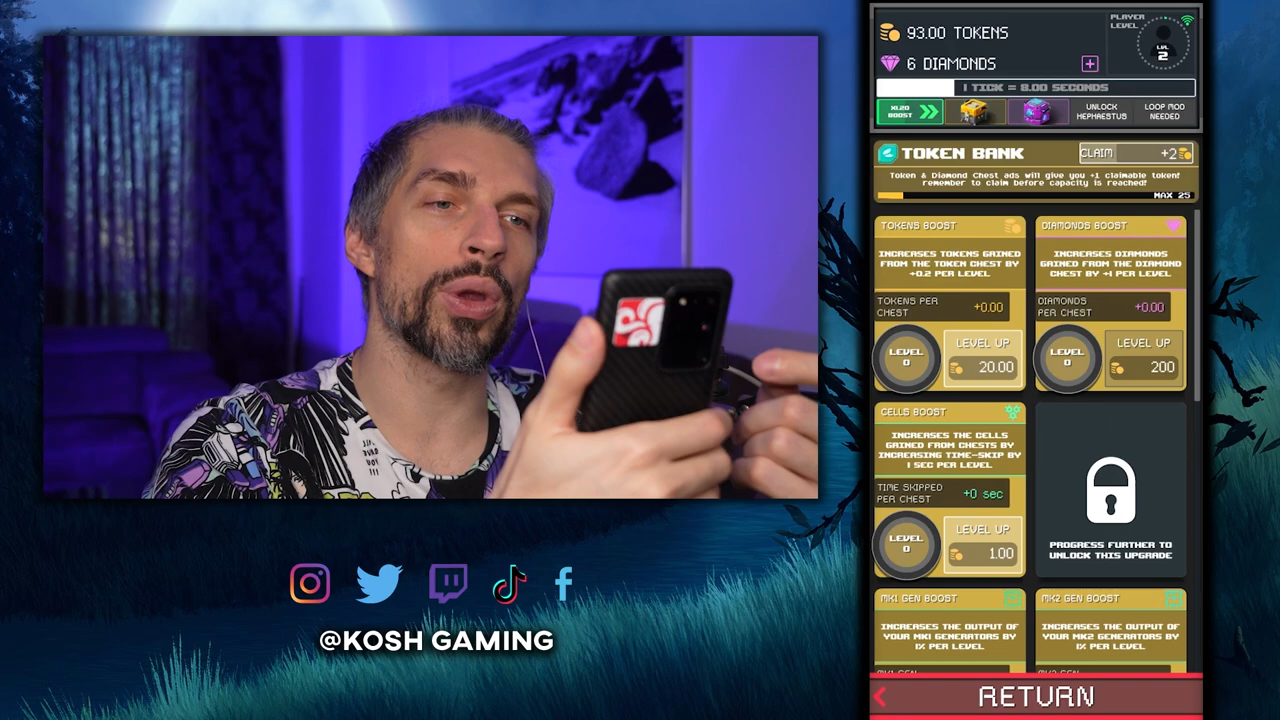 93.00 TOKENS
6 DIAMONDS
PLAYER
LEVEL
LVL
2
1 TICK = 8.00 SECONDS
X1.20
BOOST
UNLOCK
HEPHAESTUS
LOOP MOD
NEEDED
TOKEN BANK
CLAIM +2
Token & Diamond Chest ads will give you +1 claimable token!
remember to claim before capacity is reached!
MAX 25
TOKENS BOOST
INCREASES TOKENS GAINED
FROM THE TOKEN CHEST BY
+0.2 PER LEVEL
TOKENS PER
CHEST
+0.00
LEVEL
0
LEVEL UP
20.00
DIAMONDS BOOST
INCREASES DIAMONDS
GAINED FROM THE DIAMOND
CHEST BY +1 PER LEVEL
DIAMONDS
PER CHEST
+0.00
LEVEL
0
LEVEL UP
200
CELLS BOOST
INCREASES THE CELLS
GAINED FROM CHESTS BY
INCREASING TIME-SKIP BY
1 SEC PER LEVEL
TIME SKIPPED
PER CHEST
+0 sec
LEVEL
0
LEVEL UP
1.00
PROGRESS FURTHER TO
UNLOCK THIS UPGRADE
MK1 GEN BOOST
INCREASES THE OUTPUT OF
YOUR MK1 GENERATORS BY
1% PER LEVEL
MK2 GEN BOOST
INCREASES THE OUTPUT OF
YOUR MK2 GENERATORS BY
1% PER LEVEL
RETURN
@KOSH GAMING